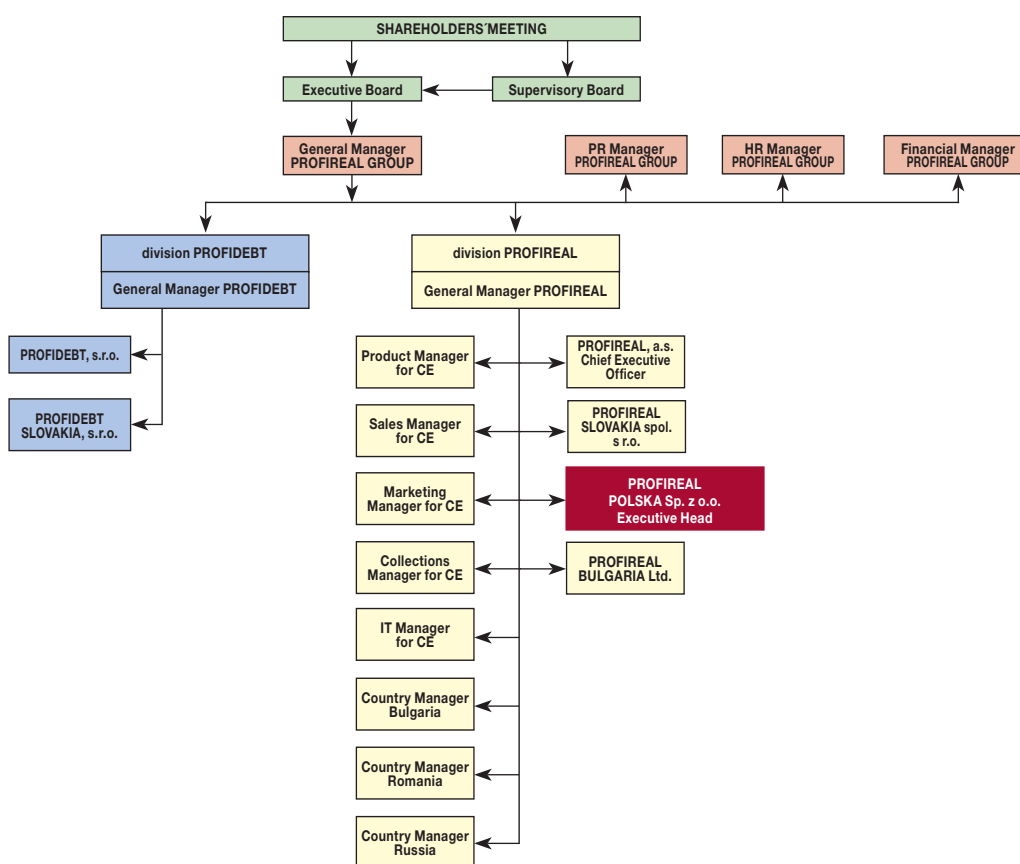 SHAREHOLDERS´MEETING
Executive Board
Supervisory Board
General Manager
PROFIREAL GROUP
PR Manager
PROFIREAL GROUP
HR Manager
PROFIREAL GROUP
Financial Manager
PROFIREAL GROUP
division PROFIDEBT
General Manager PROFIDEBT
PROFIDEBT, s.r.o.
PROFIDEBT
SLOVAKIA, s.r.o.
division PROFIREAL
General Manager PROFIREAL
Product Manager
for CE
PROFIREAL, a.s.
Chief Executive
Officer
Sales Manager
for CE
PROFIREAL
SLOVAKIA spol.
s r.o.
Marketing
Manager for CE
PROFIREAL
POLSKA Sp. z o.o.
Executive Head
Collections
Manager for CE
PROFIREAL
BULGARIA Ltd.
IT Manager
for CE
Country Manager
Bulgaria
Country Manager
Romania
Country Manager
Russia